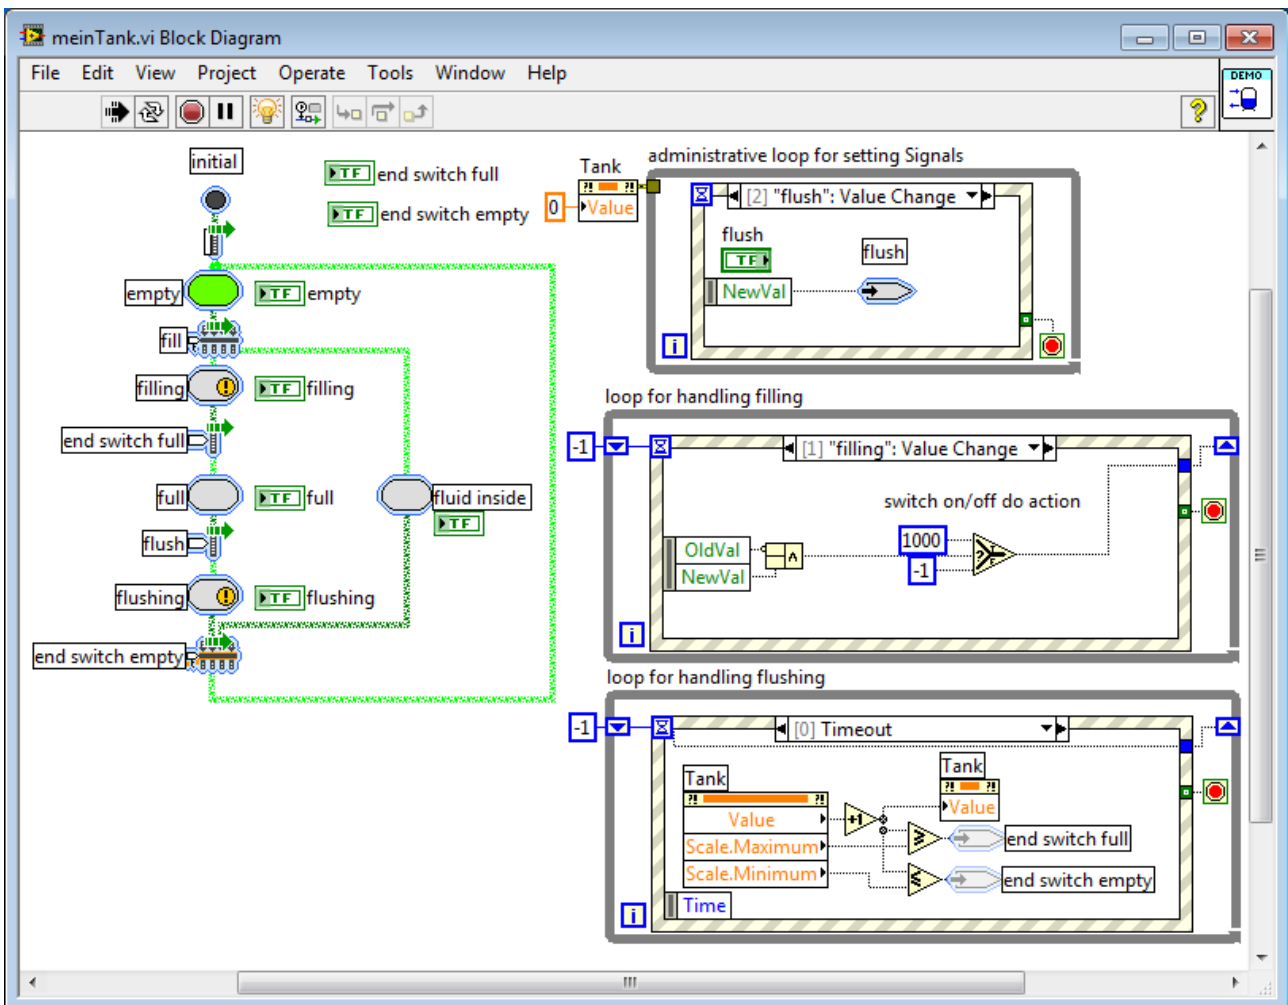 meinTank.vi Block Diagram
File Edit View Project Operate Tools Window Help
DEMO
initial
end switch full
end switch empty
Tank
0
Value
administrative loop for setting Signals
[2] "flush": Value Change
flush
TF
flush
NewVal
i
empty
TF
empty
fill
filling
TF
filling
end switch full
full
TF
full
fluid inside
TF
flush
flushing
TF
flushing
end switch empty
TF
TF
loop for handling filling
-1
[1] "filling": Value Change
switch on/off do action
1000
-1
OldVal
NewVal
i
loop for handling flushing
-1
[0] Timeout
Tank
Tank
Value
Value
+1
Scale.Maximum
end switch full
Scale.Minimum
end switch empty
Time
i